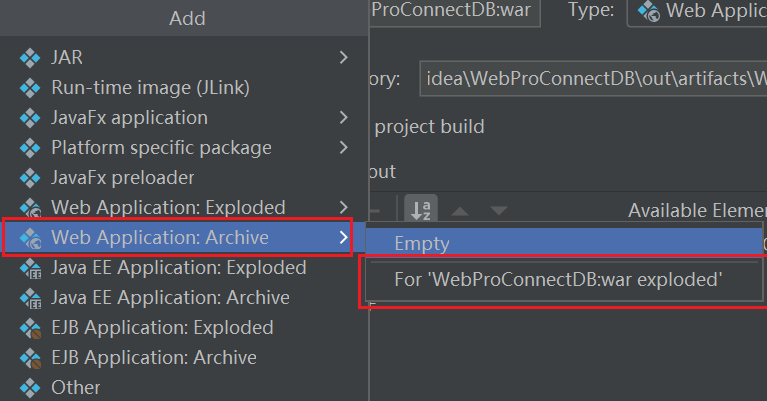 Add
JAR
Run-time image (JLink)
JavaFx application
Platform specific package
JavaFx preloader
Web Application: Exploded
Web Application: Archive
Java EE Application: Exploded
Java EE Application: Archive
EJB Application: Exploded
EJB Application: Archive
Other
Empty
For 'WebProConnectDB:war exploded'
ProConnectDB:war
Type:
Web Applic
ory:
idea\WebProConnectDB\out\artifacts\W
project build
out
Available Eleme